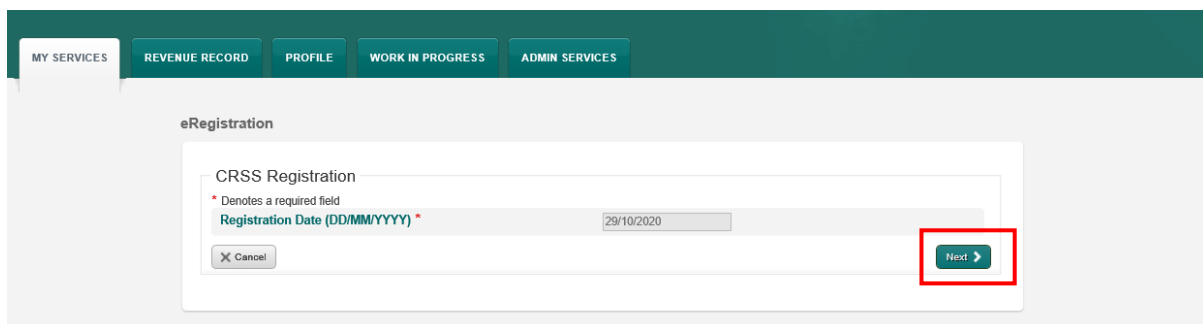 MY SERVICES REVENUE RECORD PROFILE WORK IN PROGRESS ADMIN SERVICES
eRegistration
CRSS Registration
* Denotes a required field
Registration Date (DD/MM/YYYY) * 29/10/2020
Cancel Next